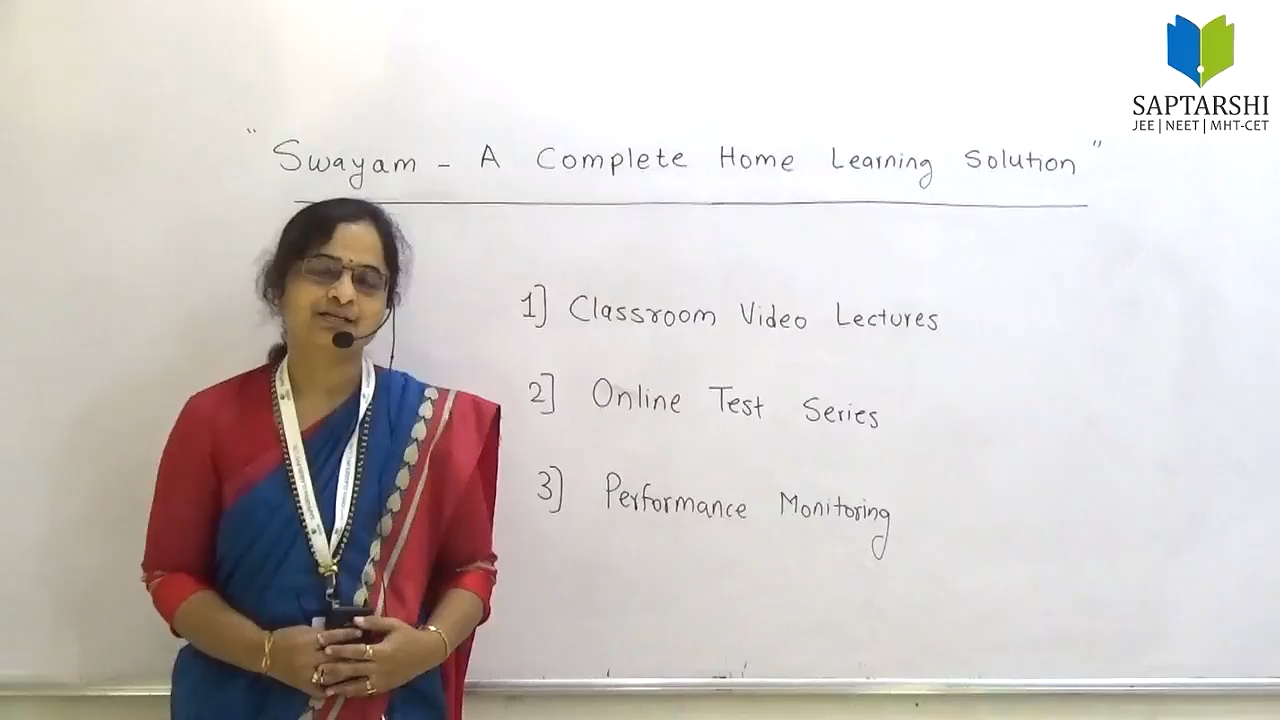 SAPTARSHI
JEE | NEET | MHT-CET
" Swayam - A Complete Home Learning Solution "
1] Classroom Video Lectures
2] Online Test Series
3] Performance Monitoring